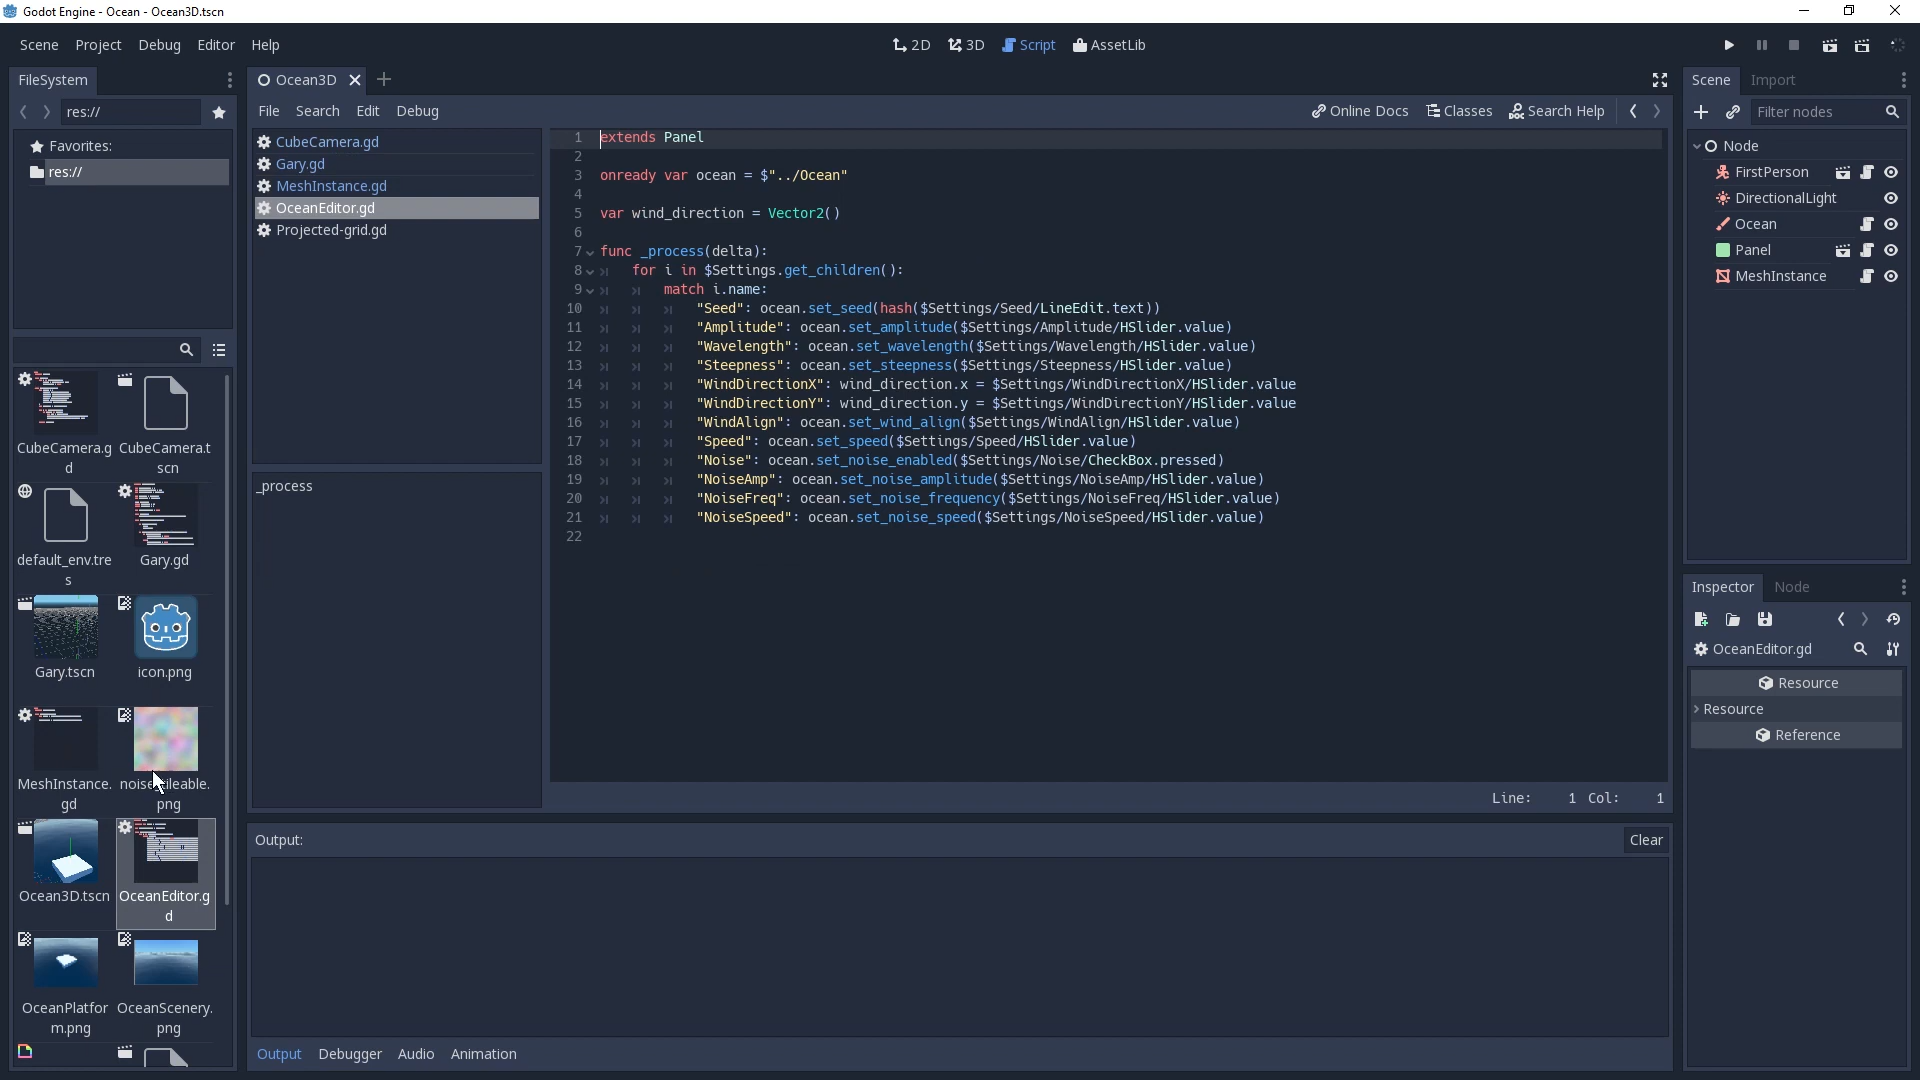 Godot Engine - Ocean - Ocean3D.tscn
Scene Project Debug Editor Help
2D 3D Script AssetLib
FileSystem
res://
Favorites:
res://
CubeCamera.g
d
CubeCamera.t
scn
default_env.tre
s
Gary.gd
Gary.tscn
icon.png
MeshInstance.
gd
png
Ocean3D.tscn
OceanEditor.g
d
OceanPlatfor
m.png
OceanScenery.
png
Ocean3D
File Search Edit Debug
Online Docs Classes Search Help
CubeCamera.gd
Gary.gd
MeshInstance.gd
OceanEditor.gd
Projected-grid.gd
_process
1 extends Panel
2
3 onready var ocean = $"../Ocean"
4
5 var wind_direction = Vector2()
6
7 func _process(delta):
8 for i in $Settings.get_children():
9 match i.name:
10 "Seed": ocean.set_seed(hash($Settings/Seed/LineEdit.text))
11 "Amplitude": ocean.set_amplitude($Settings/Amplitude/HSlider.value)
12 "Wavelength": ocean.set_wavelength($Settings/Wavelength/HSlider.value)
13 "Steepness": ocean.set_steepness($Settings/Steepness/HSlider.value)
14 "WindDirectionX": wind_direction.x = $Settings/WindDirectionX/HSlider.value
15 "WindDirectionY": wind_direction.y = $Settings/WindDirectionY/HSlider.value
16 "WindAlign": ocean.set_wind_align($Settings/WindAlign/HSlider.value)
17 "Speed": ocean.set_speed($Settings/Speed/HSlider.value)
18 "Noise": ocean.set_noise_enabled($Settings/Noise/CheckBox.pressed)
19 "NoiseAmp": ocean.set_noise_amplitude($Settings/NoiseAmp/HSlider.value)
20 "NoiseFreq": ocean.set_noise_frequency($Settings/NoiseFreq/HSlider.value)
21 "NoiseSpeed": ocean.set_noise_speed($Settings/NoiseSpeed/HSlider.value)
22
Line: 1 Col: 1
Output:
Clear
Output Debugger Audio Animation
Scene Import
Filter nodes
Node
FirstPerson
DirectionalLight
Ocean
Panel
MeshInstance
Inspector Node
OceanEditor.gd
Resource
Resource
Reference